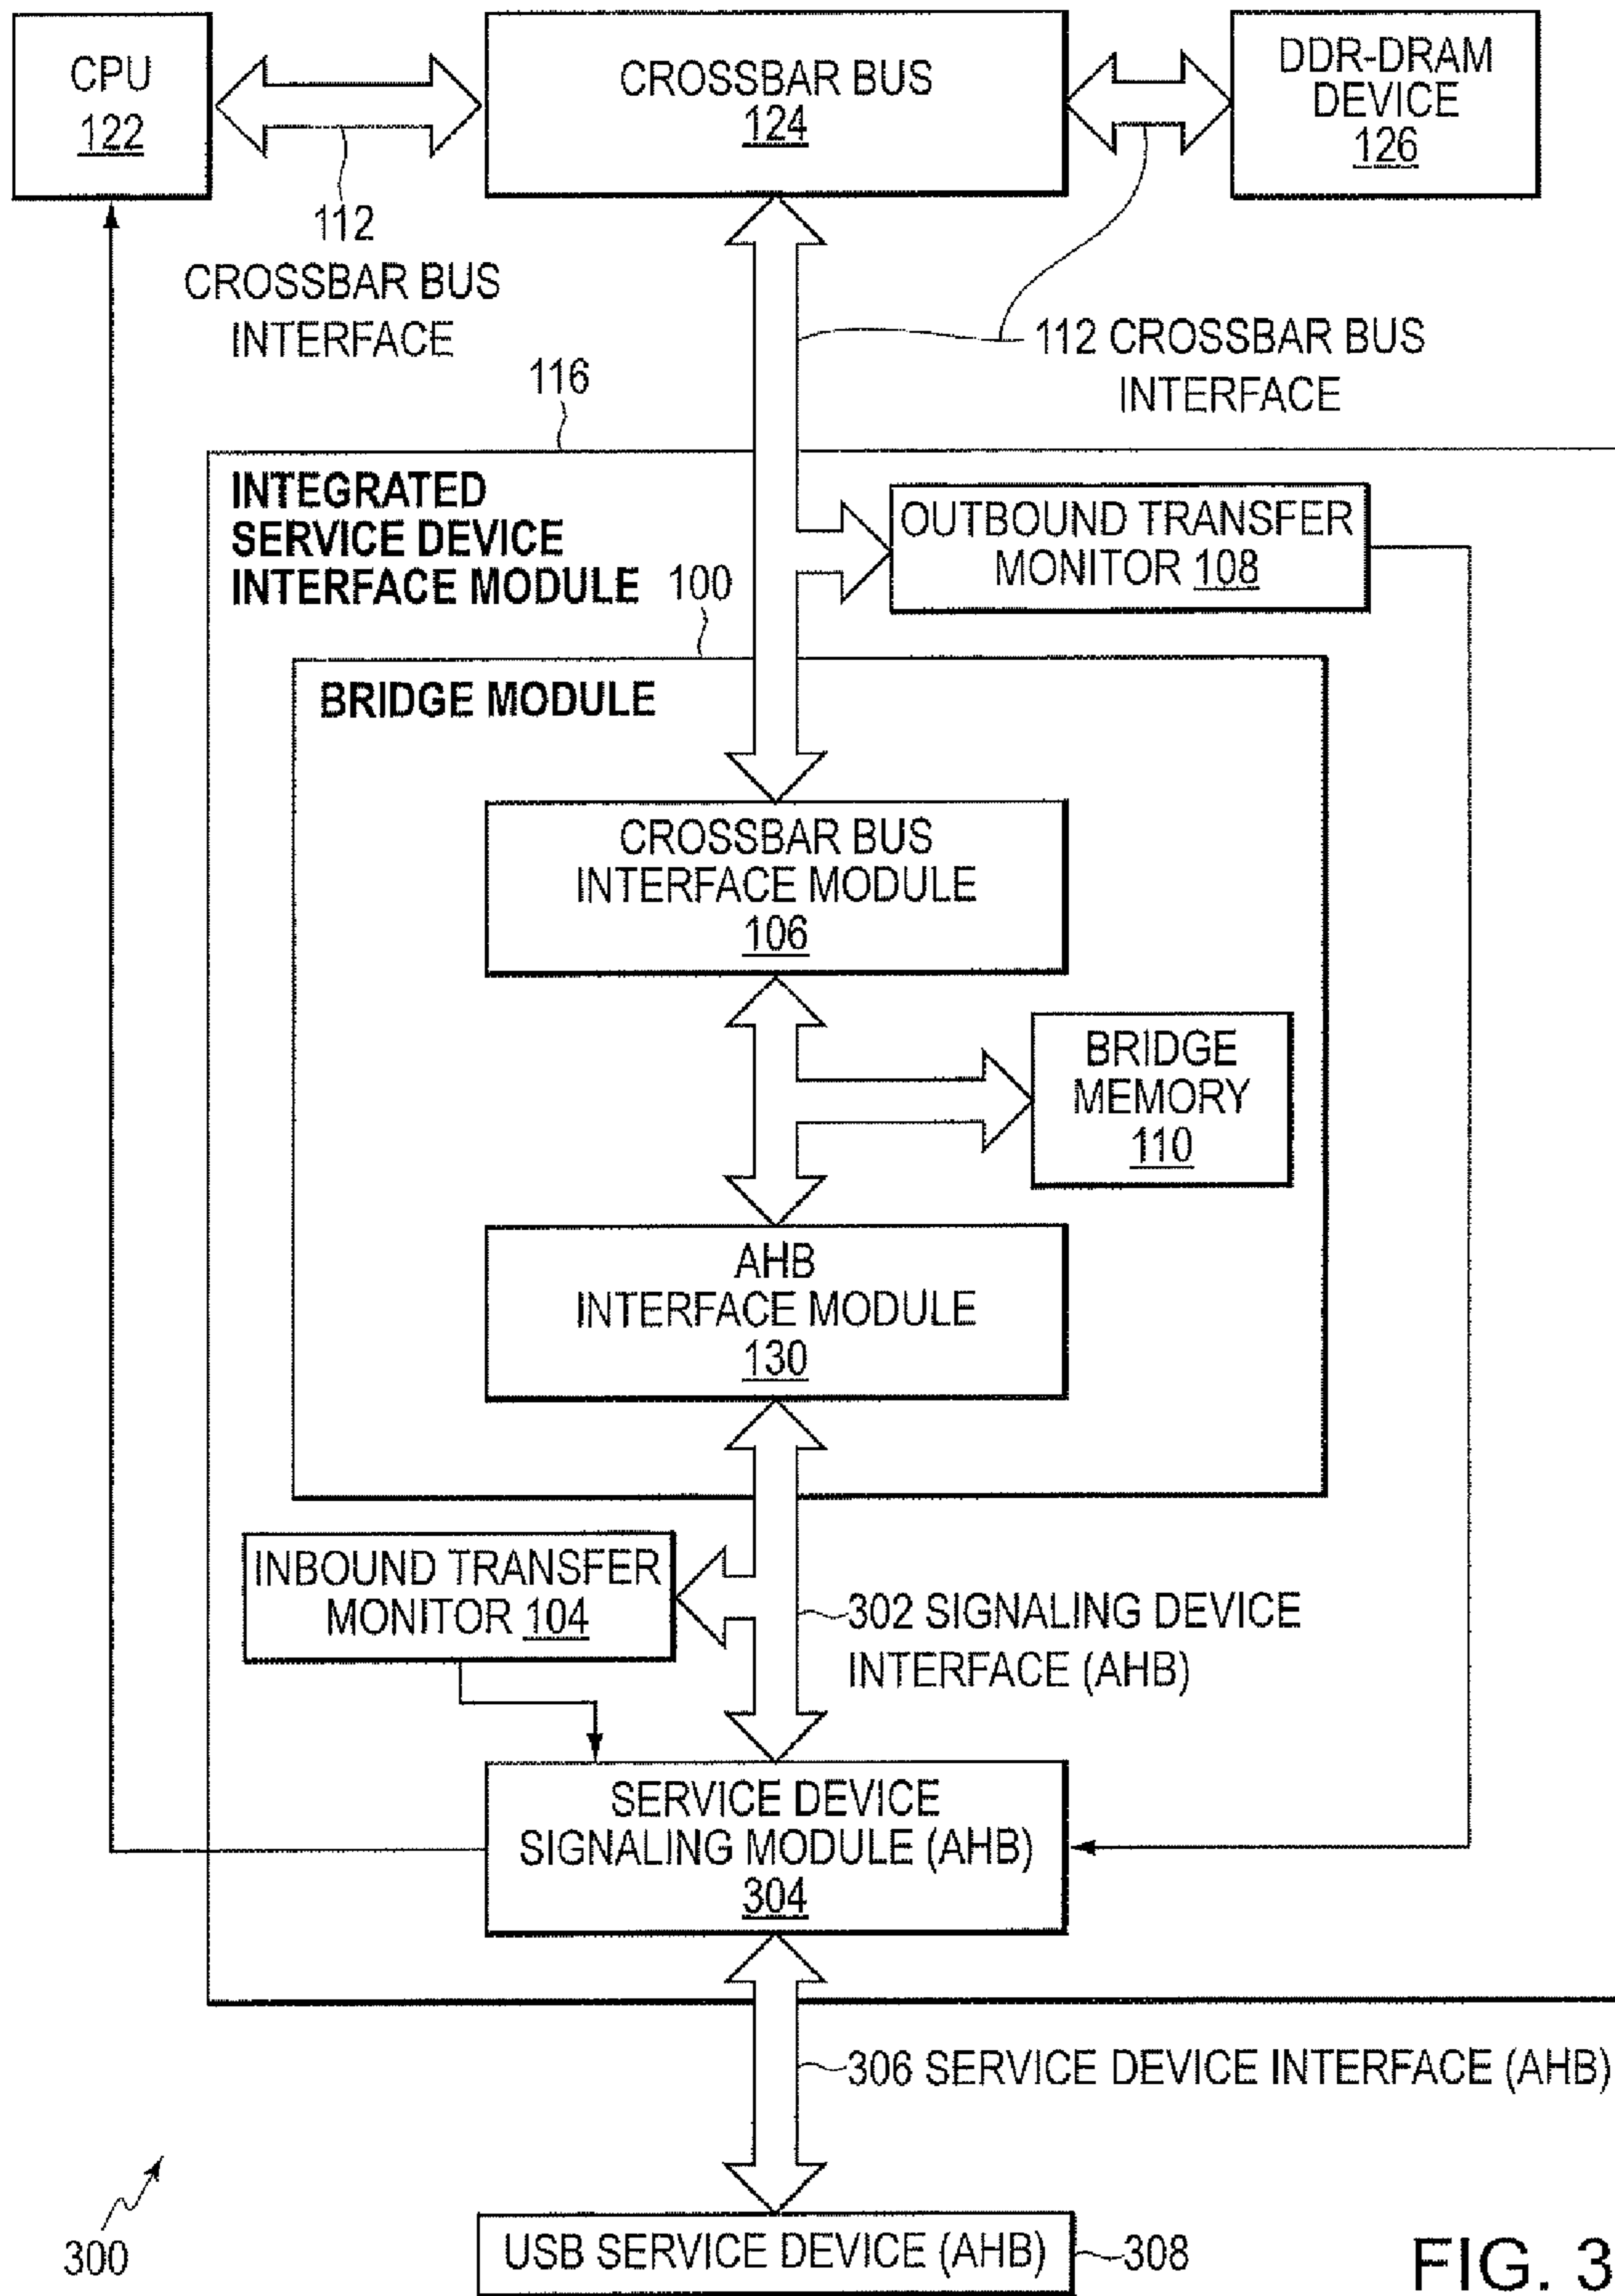 CPU
122
CROSSBAR BUS
124
DDR-DRAM
DEVICE
126
112
CROSSBAR BUS
INTERFACE
112 CROSSBAR BUS
INTERFACE
116
INTEGRATED
SERVICE DEVICE
INTERFACE MODULE
100
OUTBOUND TRANSFER
MONITOR 108
BRIDGE MODULE
CROSSBAR BUS
INTERFACE MODULE
106
BRIDGE
MEMORY
110
AHB
INTERFACE MODULE
130
INBOUND TRANSFER
MONITOR 104
302 SIGNALING DEVICE
INTERFACE (AHB)
SERVICE DEVICE
SIGNALING MODULE (AHB)
304
306 SERVICE DEVICE INTERFACE (AHB)
300
USB SERVICE DEVICE (AHB)
308
FIG. 3